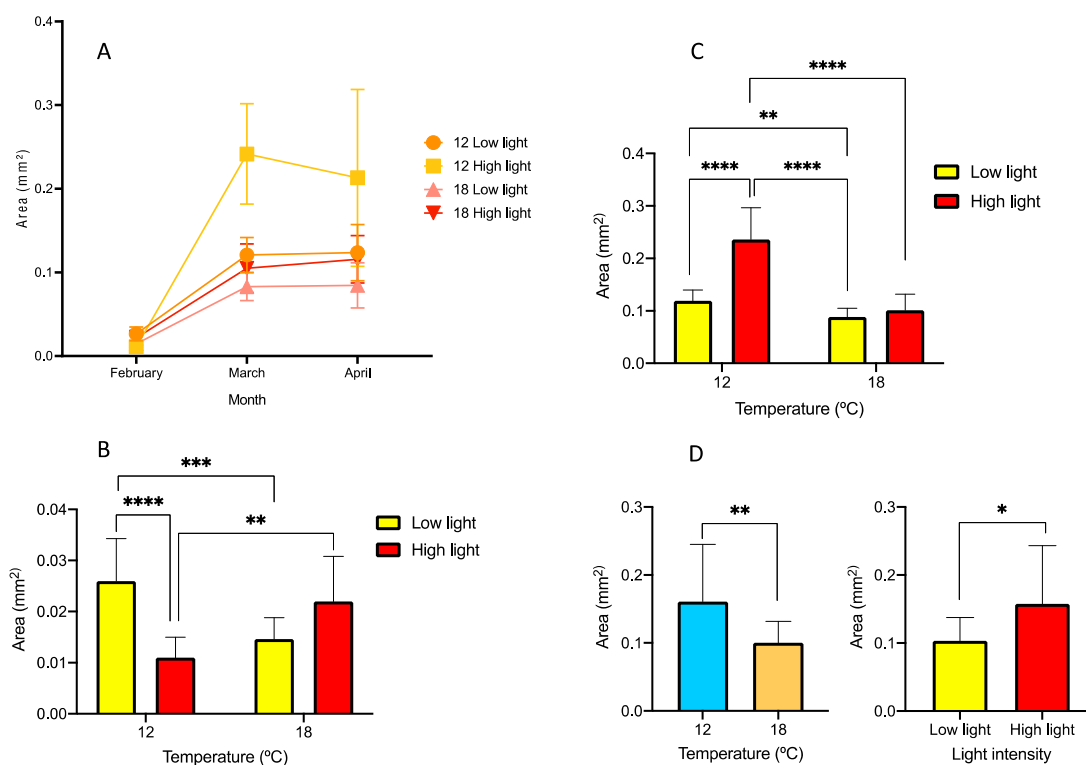 A
0.4
0.3
0.2
0.1
0.0
Area (mm²)
February March April
Month
12 Low light
12 High light
18 Low light
18 High light
C
****
**
**** ****
0.4
0.3
0.2
0.1
0.0
Area (mm²)
12 18
Temperature (ºC)
Low light
High light
B
***
****
**
0.04
0.03
0.02
0.01
0.00
Area (mm²)
12 18
Temperature (ºC)
Low light
High light
D
**
0.3
0.2
0.1
0.0
Area (mm²)
12 18
Temperature (ºC)
*
0.3
0.2
0.1
0.0
Area (mm²)
Low light High light
Light intensity